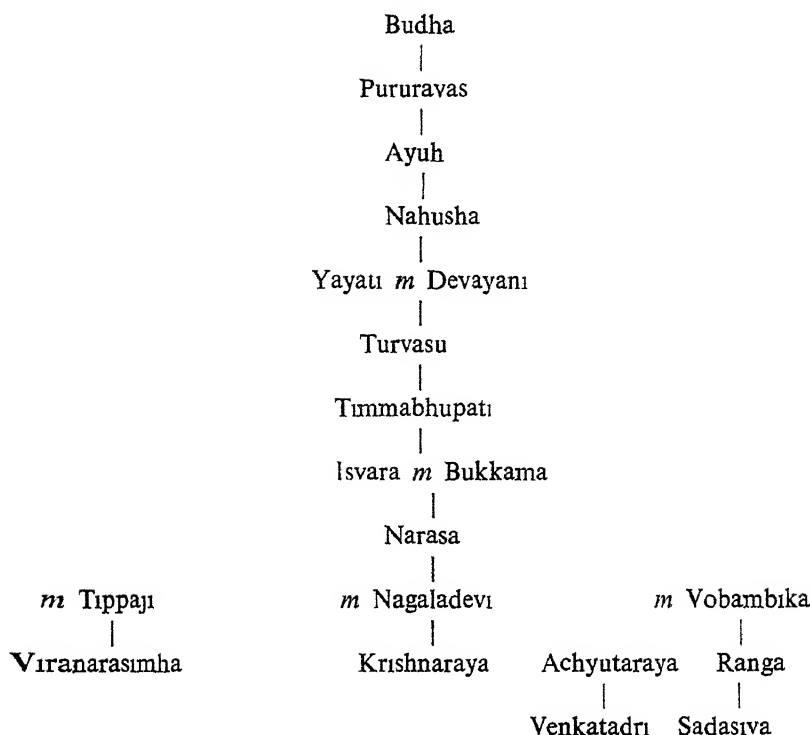 Budha
Pururavas
Ayuh
Nahusha
Yayatı m Devayanı
Turvasu
Tımmabhupatı
Isvara m Bukkama
Narasa
m Tıppajı m Nagaladevı m Vobambıka
Vıranarasımha Krıshnaraya Achyutaraya Ranga
Venkatadrı Sadasıva